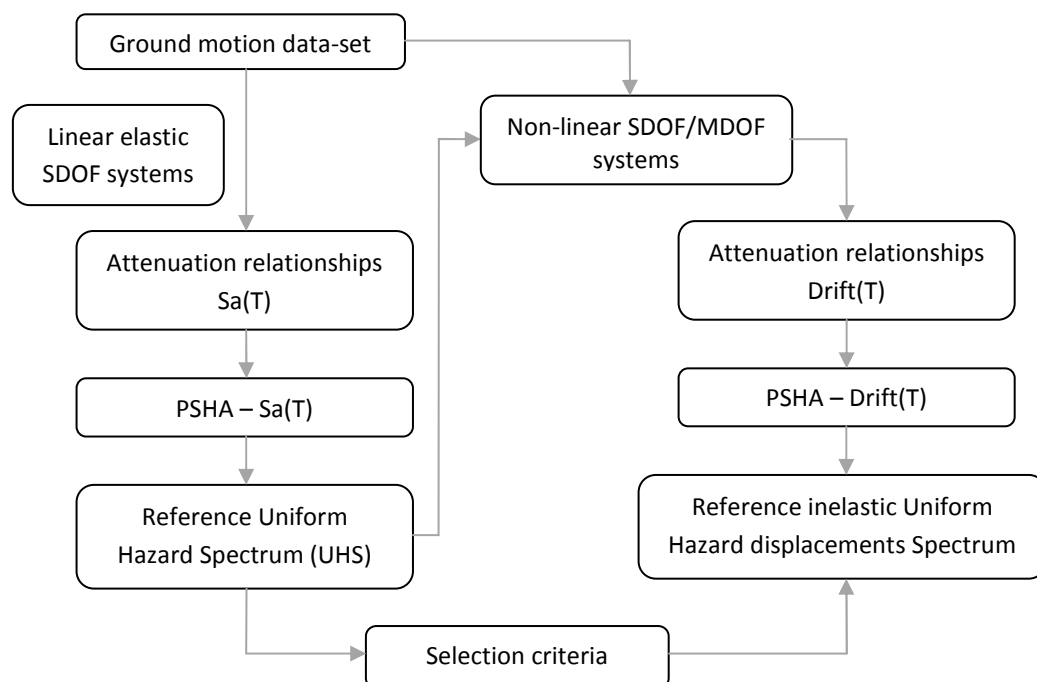 Ground motion data-set
Linear elastic
SDOF systems
Non-linear SDOF/MDOF
systems
Attenuation relationships
Sa(T)
Attenuation relationships
Drift(T)
PSHA – Sa(T)
PSHA – Drift(T)
Reference Uniform
Hazard Spectrum (UHS)
Reference inelastic Uniform
Hazard displacements Spectrum
Selection criteria